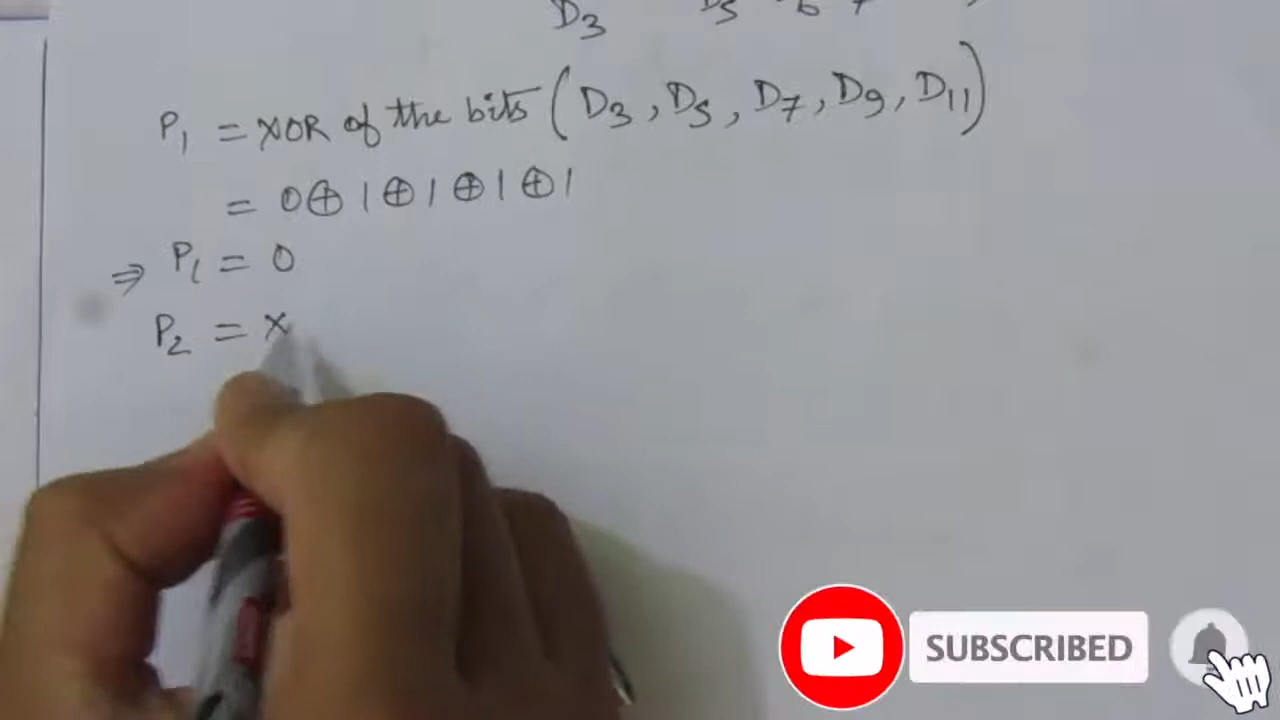 D3 D5
P1 = XOR of the bits (D3, D5, D7, D9, D11)
= 0⊕1⊕1⊕1⊕1
⇒ P1 = 0
P2 = X
SUBSCRIBED